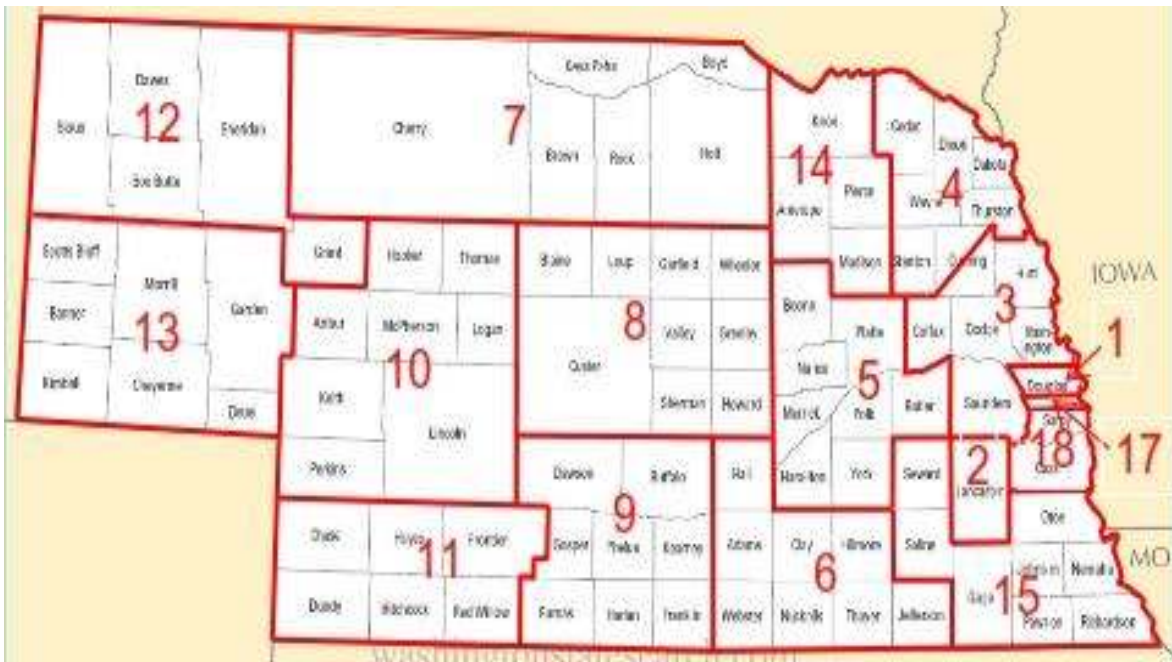 Sioux
Dawes
12
Box Butte
Sheridan
Cherry
7
Keya Paha
Boyd
Brown
Rock
Holt
Knox
14
Antelope
Pierce
Madison
Cedar
Dixon
Dakota
4
Wayne
Thurston
Stanton
Cuming
Burt
IOWA
3
Colfax
Dodge
Wash-
ington
1
Scotts Bluff
Morrill
Garden
Banner
13
Kimball
Cheyenne
Deuel
Grant
Hooker
Thomas
Arthur
McPherson
Logan
10
Keith
Lincoln
Perkins
Blaine
Loup
Garfield
Wheeler
8
Custer
Valley
Greeley
Sherman
Howard
Boone
Platte
Nance
5
Merrick
Polk
Butler
Hamilton
York
Saunders
Douglas
Sarpy
18
17
Cass
2
Lancaster
Seward
Saline
Jefferson
Chase
Hayes
Frontier
11
Dundy
Hitchcock
Red Willow
Dawson
Buffalo
9
Gosper
Phelps
Kearney
Furnas
Harlan
Franklin
Hall
Adams
Clay
Fillmore
6
Webster
Nuckolls
Thayer
Otoe
MO
Johnson
Nemaha
Gage
15
Pawnee
Richardson